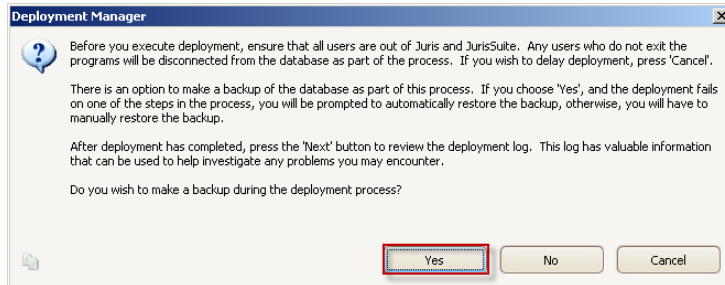 Deployment Manager
Before you execute deployment, ensure that all users are out of Juris and JurisSuite. Any users who do not exit the
programs will be disconnected from the database as part of the process. If you wish to delay deployment, press 'Cancel'.
There is an option to make a backup of the database as part of this process. If you choose 'Yes', and the deployment fails
on one of the steps in the process, you will be prompted to automatically restore the backup, otherwise, you will have to
manually restore the backup.
After deployment has completed, press the 'Next' button to review the deployment log. This log has valuable information
that can be used to help investigate any problems you may encounter.
Do you wish to make a backup during the deployment process?
Yes No Cancel